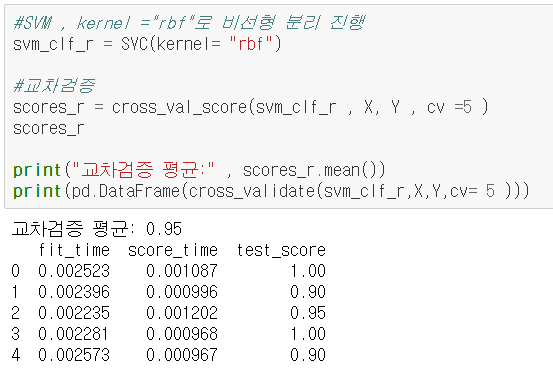 #SVM , kernel ="rbf"로 비선형 분리 진행
svm_clf_r = SVC(kernel= "rbf")
#교차검증
scores_r = cross_val_score(svm_clf_r , X, Y , cv =5 )
scores_r
print("교차검증 평균:" , scores_r.mean())
print(pd.DataFrame(cross_validate(svm_clf_r,X,Y,cv= 5 )))
교차검증 평균: 0.95
fit_time score_time test_score
0 0.002523 0.001087 1.00
1 0.002396 0.000996 0.90
2 0.002235 0.001202 0.95
3 0.002281 0.000968 1.00
4 0.002573 0.000967 0.90